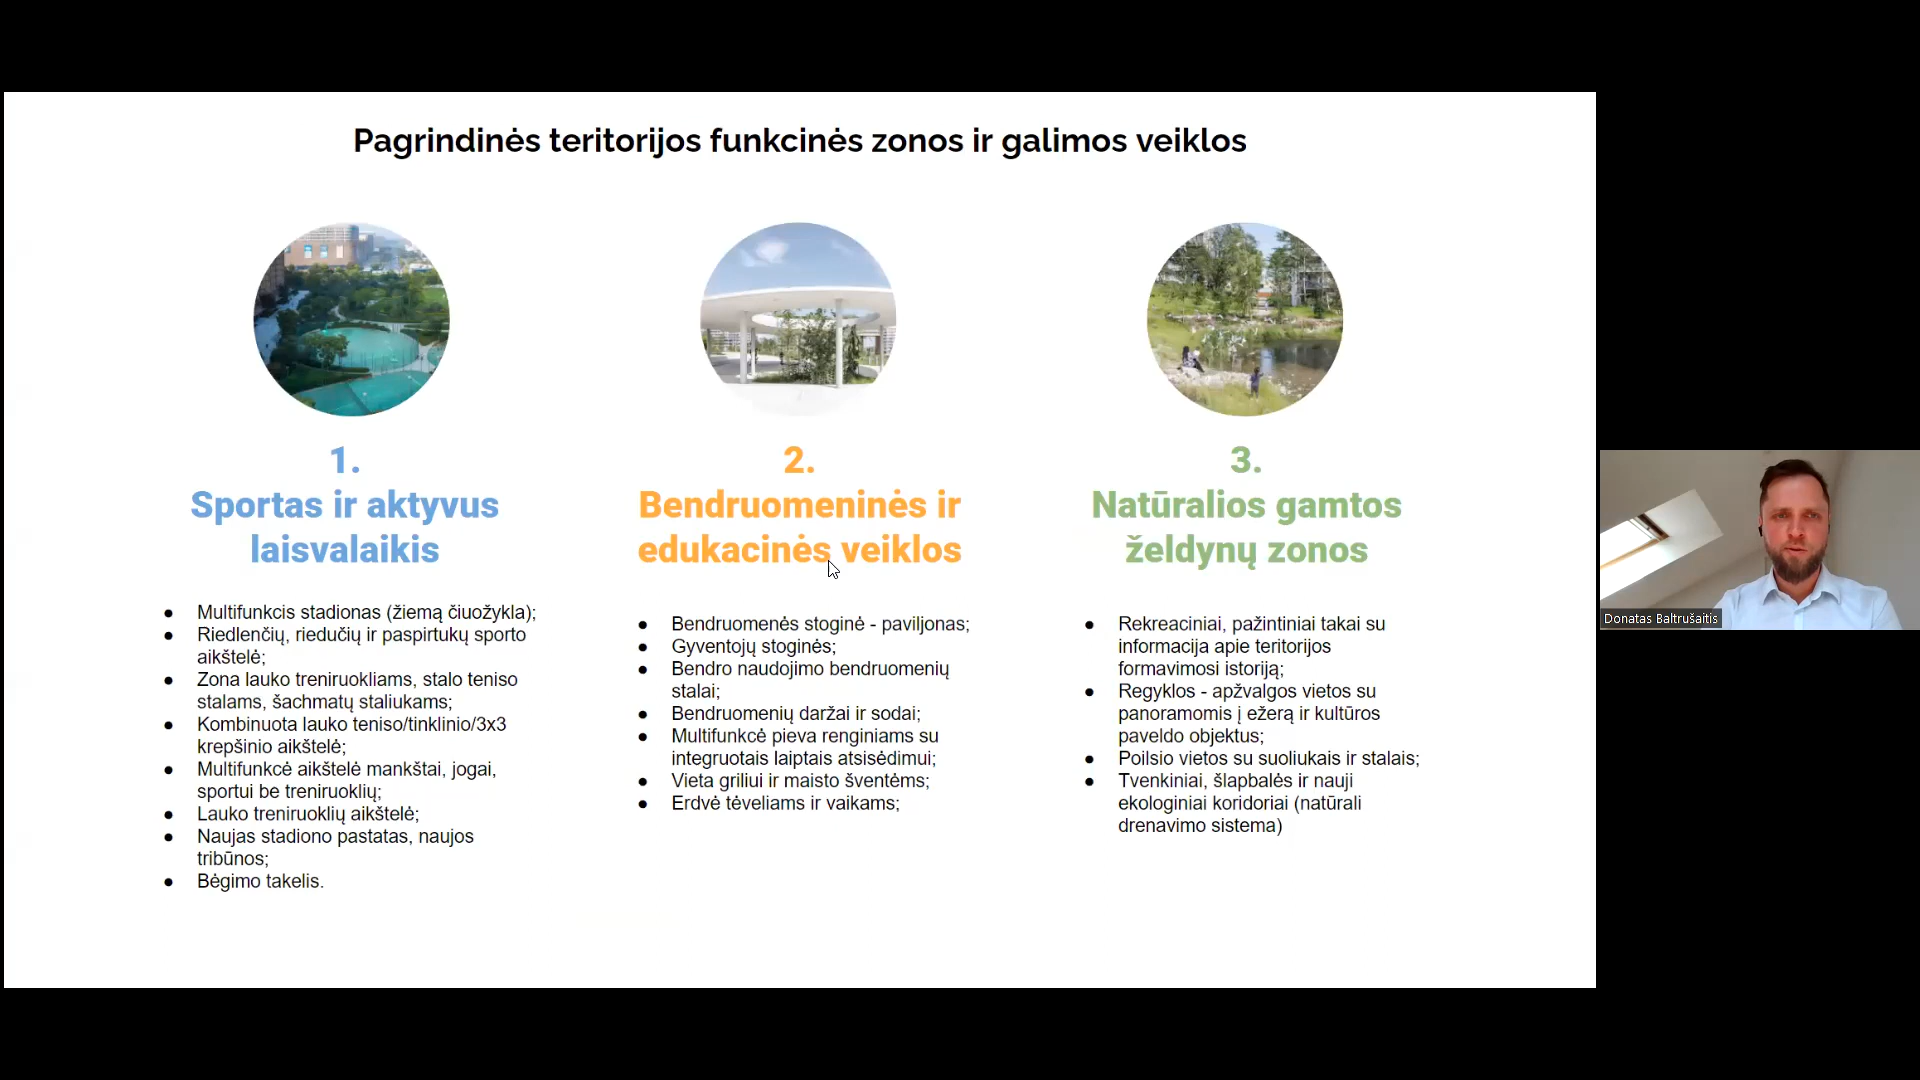 Pagrindinės teritorijos funkcinės zonos ir galimos veiklos
1.
Sportas ir aktyvus
laisvalaikis
● Multifunkcis stadionas (žiemą čiuožykla);
● Riedlenčių, riedučių ir paspirtukų sporto
aikštelė;
● Zona lauko treniruokliams, stalo teniso
stalams, šachmatų staliukams;
● Kombinuota lauko teniso/tinklinio/3x3
krepšinio aikštelė;
● Multifunkcė aikštelė mankštai, jogai,
sportui be treniruoklių;
● Lauko treniruoklių aikštelė;
● Naujas stadiono pastatas, naujos
tribūnos;
● Bėgimo takelis.
2.
Bendruomeninės ir
edukacinės veiklos
● Bendruomenės stoginė - paviljonas;
● Gyventojų stoginės;
● Bendro naudojimo bendruomenių
stalai;
● Bendruomenių daržai ir sodai;
● Multifunkcė pieva renginiams su
integruotais laiptais atsisėdimui;
● Vieta griliui ir maisto šventėms;
● Erdvė tėveliams ir vaikams;
3.
Natūralios gamtos
želdynų zonos
● Rekreaciniai, pažintiniai takai su
informacija apie teritorijos
formavimosi istoriją;
● Regyklos - apžvalgos vietos su
panoramomis į ežerą ir kultūros
paveldo objektus;
● Poilsio vietos su suoliukais ir stalais;
● Tvenkiniai, šlapbalės ir nauji
ekologiniai koridoriai (natūrali
drenavimo sistema)
Donatas Baltrušaitis